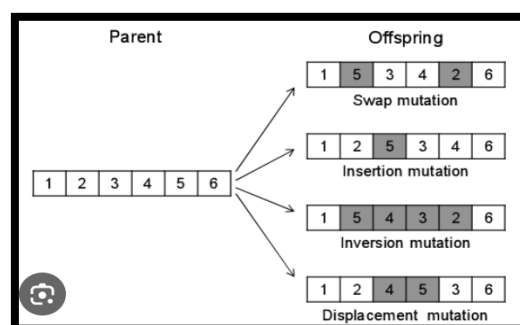 Parent
Offspring
1 5 3 4 2 6
Swap mutation
1 2 5 3 4 6
Insertion mutation
1 2 3 4 5 6
1 5 4 3 2 6
Inversion mutation
1 2 4 5 3 6
Displacement mutation